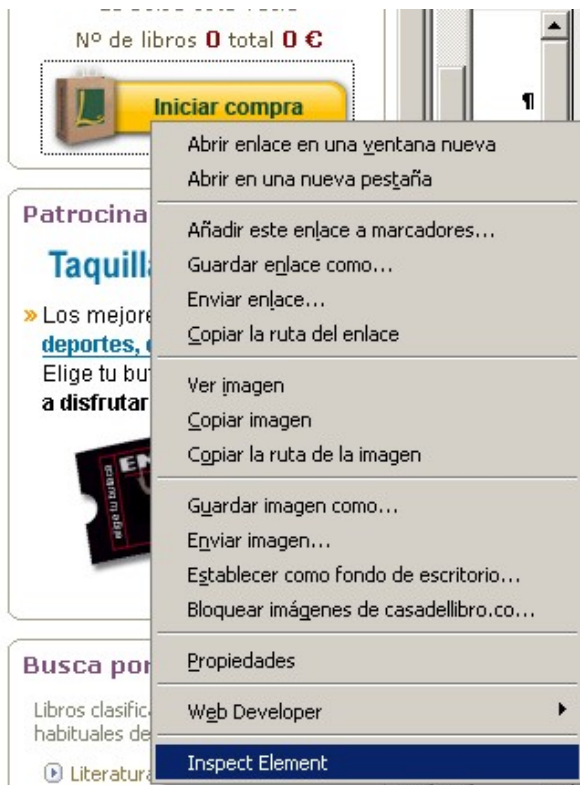 Nº de libros 0 total 0 €
Iniciar compra
¶
Abrir enlace en una ventana nueva
Abrir en una nueva pestaña
Patrocina
Añadir este enlace a marcadores...
Taquilla
Guardar enlace como...
Enviar enlace...
» Los mejore
Copiar la ruta del enlace
deportes,
Elige tu bu
Ver imagen
a disfrutar
Copiar imagen
Copiar la ruta de la imagen
Guardar imagen como...
Enviar imagen...
Establecer como fondo de escritorio...
Bloquear imágenes de casadellibro.co...
Busca por
Propiedades
Libros clasific
Web Developer
habituales de
Inspect Element
Literatura